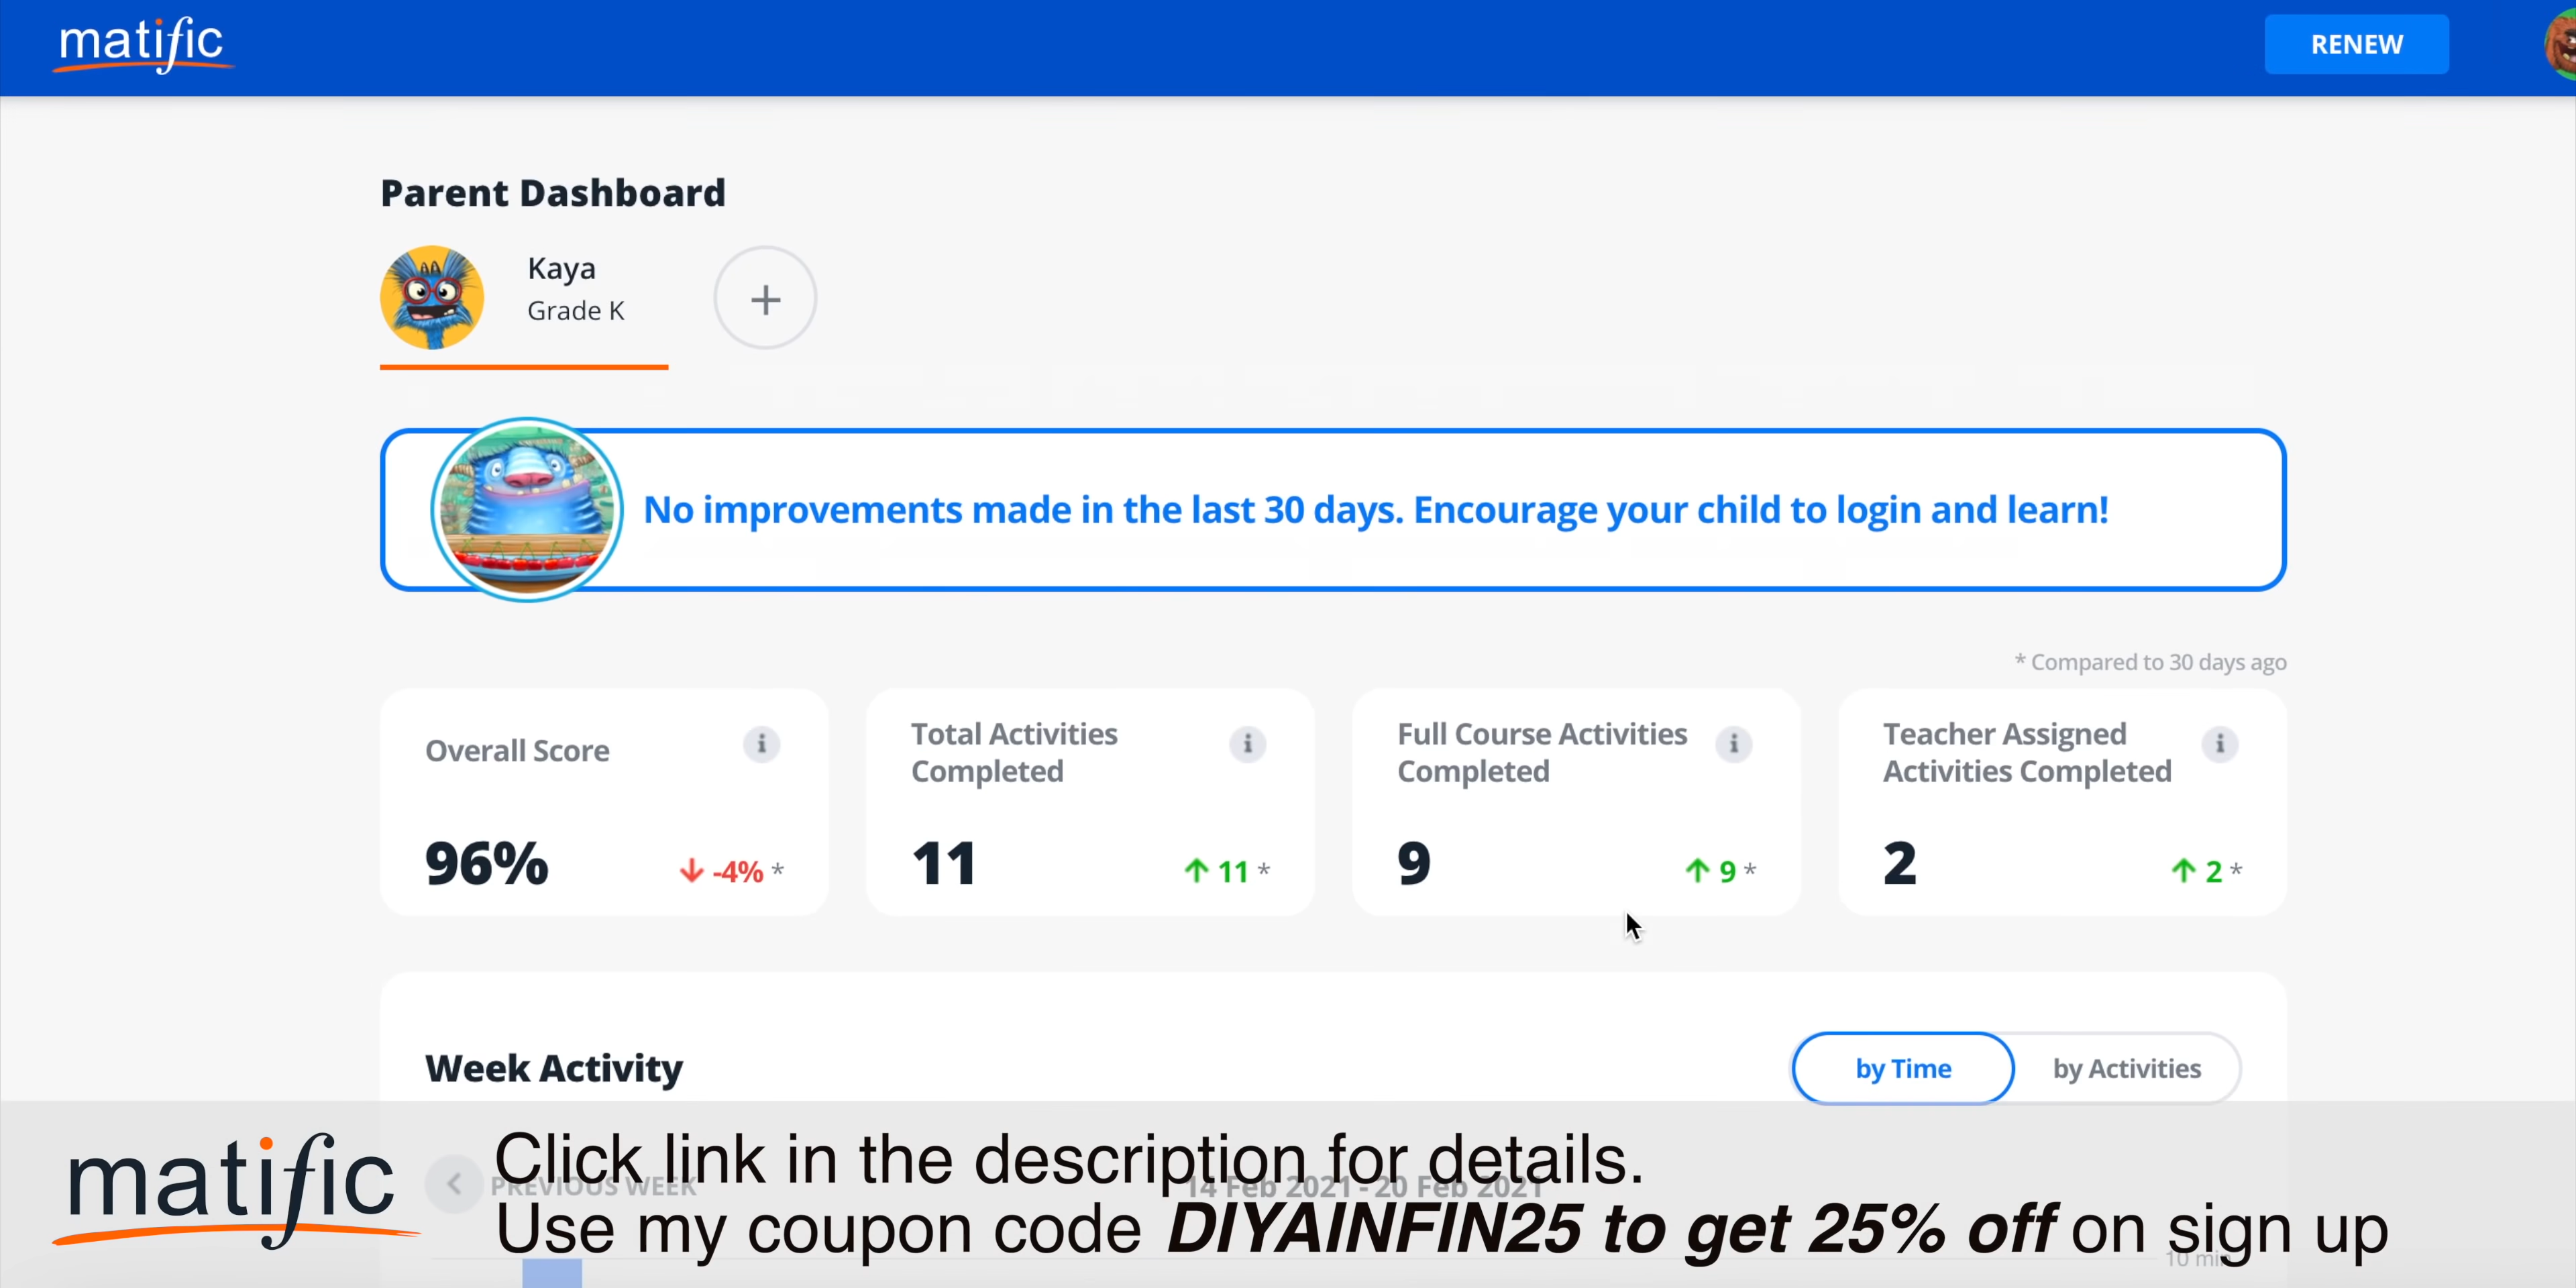 matific
RENEW
Parent Dashboard
Kaya
Grade K
No improvements made in the last 30 days. Encourage your child to login and learn!
* Compared to 30 days ago
Overall Score
96%
-4% *
Total Activities
Completed
11
11 *
Full Course Activities
Completed
9
9 *
Teacher Assigned
Activities Completed
2
2 *
Week Activity
by Time
by Activities
matific
Click link in the description for details.
PREVIOUS WEEK
14 Feb 2021 - 20 Feb 2021
Use my coupon code DIYAINFIN25 to get 25% off on sign up
10 min